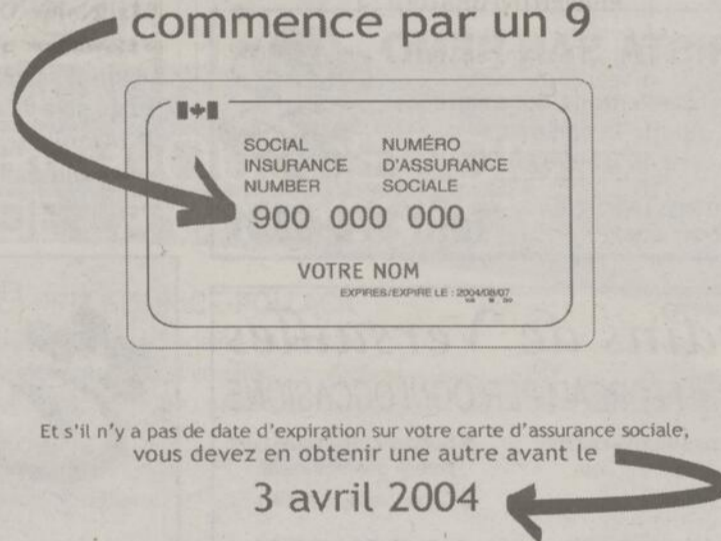 commence par un 9
SOCIAL INSURANCE NUMBER
NUMÉRO D'ASSURANCE SOCIALE
900 000 000
VOTRE NOM
EXPIRES/EXPIRE LE : 2004/08/07
Et s'il n'y a pas de date d'expiration sur votre carte d'assurance sociale,
vous devez en obtenir une autre avant le
3 avril 2004